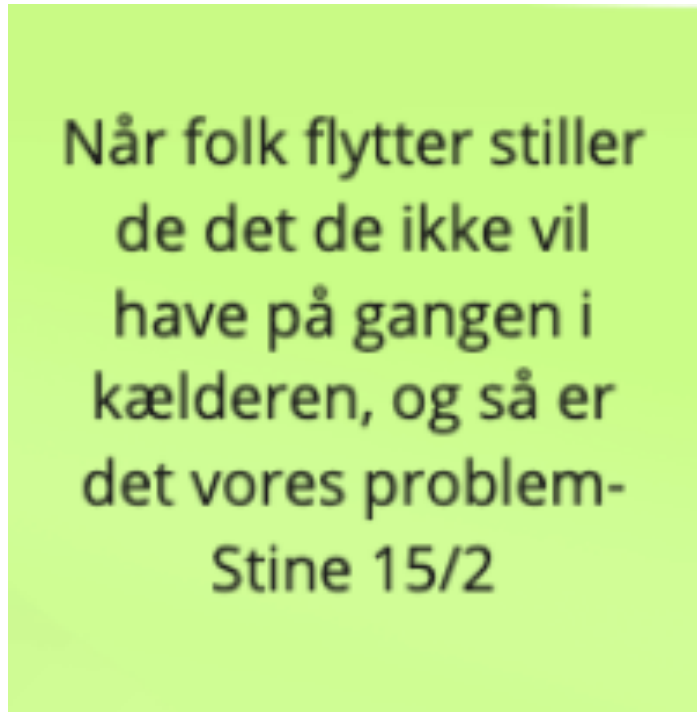 Når folk flytter stiller
de det de ikke vil
have på gangen i
kælderen, og så er
det vores problem-
Stine 15/2